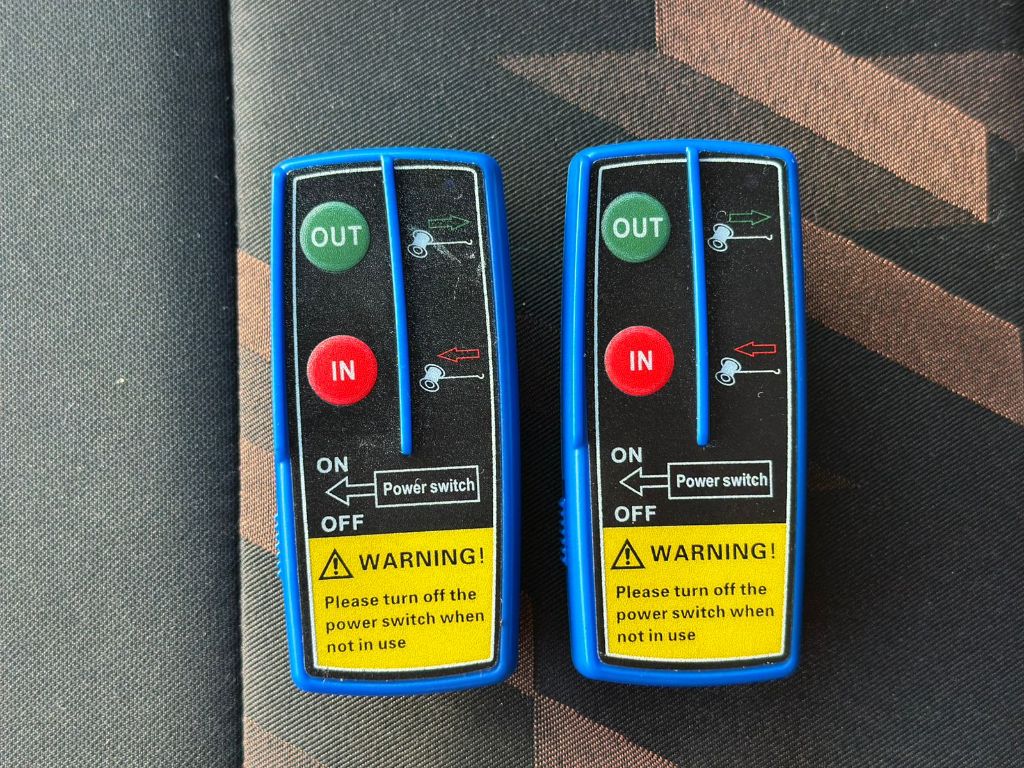 OUT
IN
ON
Power switch
OFF
WARNING!
Please turn off the
power switch when
not in use
OUT
IN
ON
Power switch
OFF
WARNING!
Please turn off the
power switch when
not in use